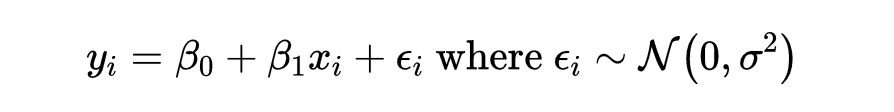 yᵢ = β₀ + β₁xᵢ + ϵᵢ where ϵᵢ ∼ 𝒩(0, σ²)